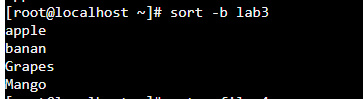 [root@localhost ~]# sort -b lab3
apple
banan
Grapes
Mango